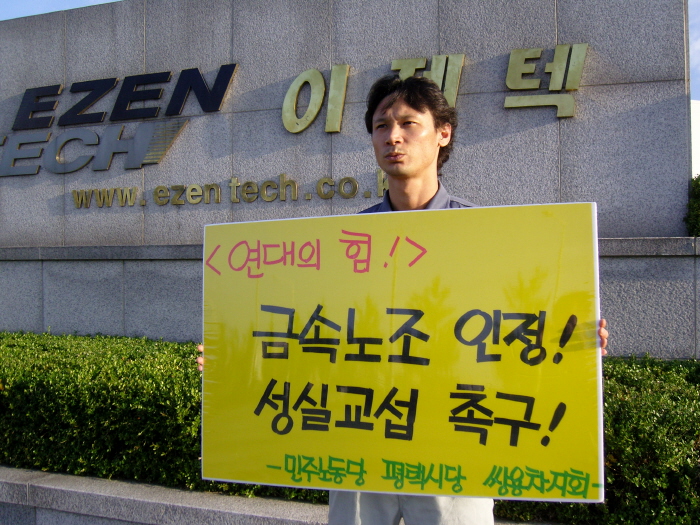 EZEN 이젠텍
TECH
www.ezentech.co.k
<연대의 힘!>
금속노조 인정!
성실교섭 촉구!
-민주노동당 평택시당 쌍용차지회-